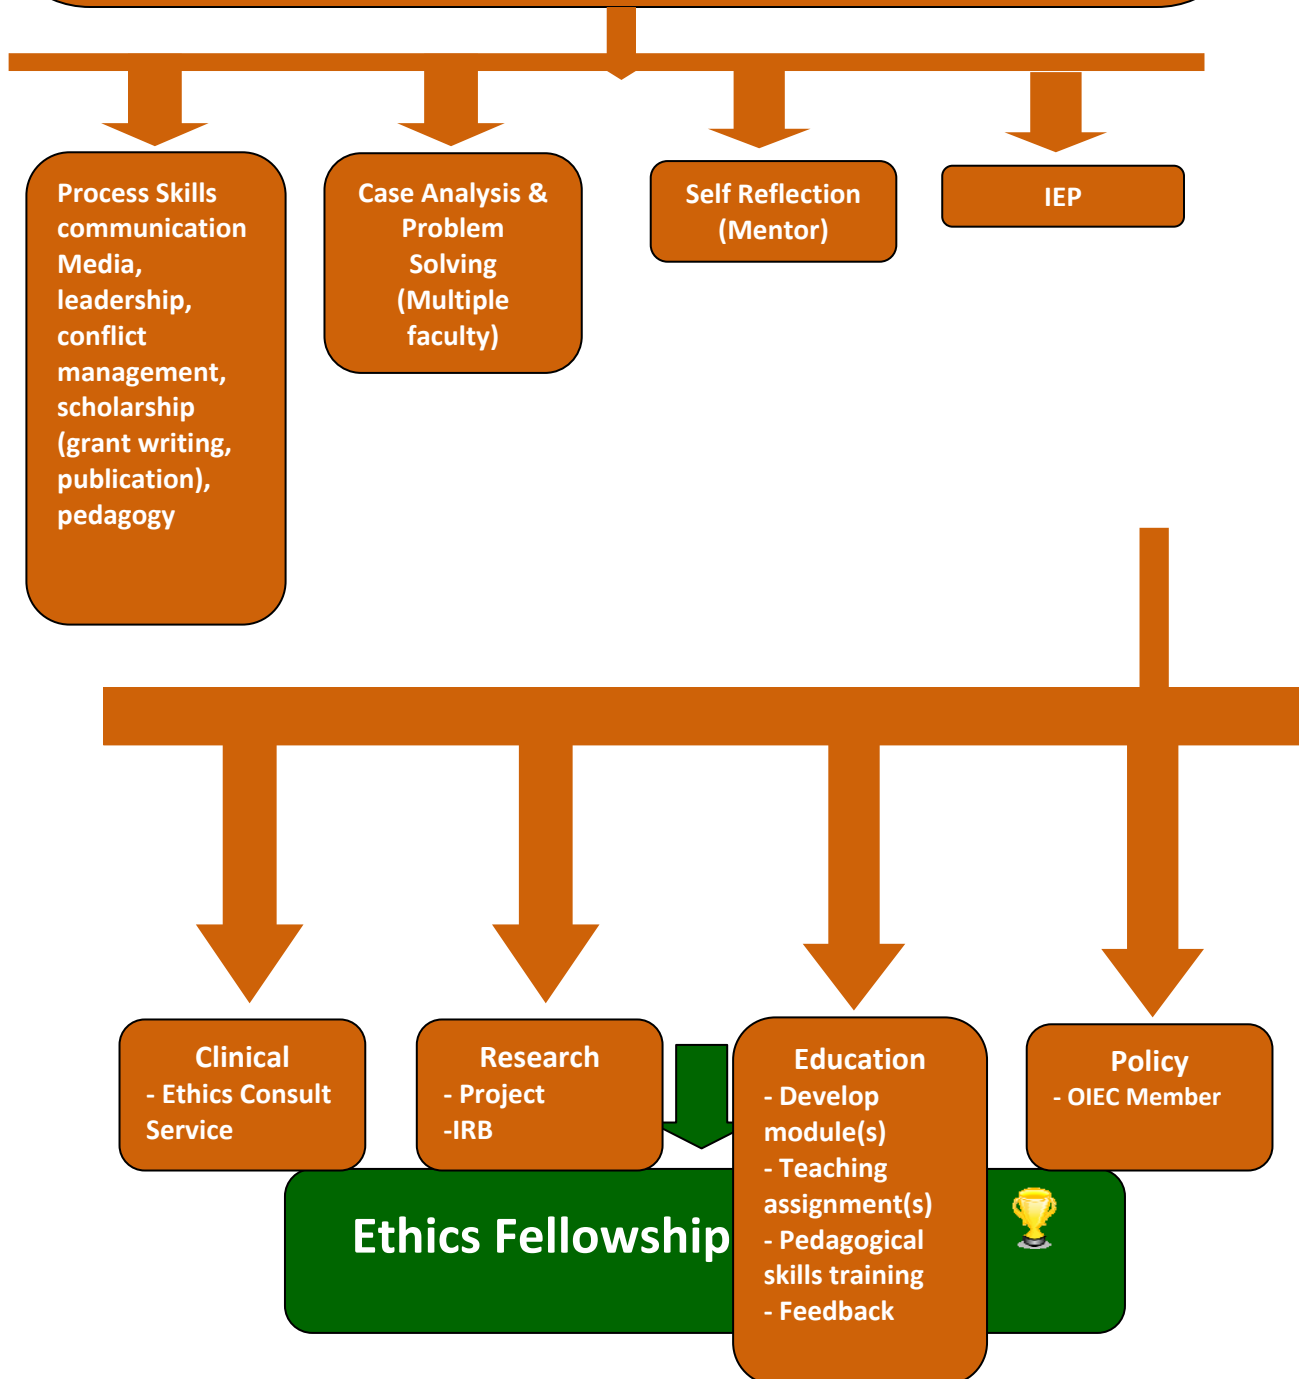 Process Skills
communication
Media,
leadership,
conflict
management,
scholarship
(grant writing,
publication),
pedagogy
Case Analysis &
Problem
Solving
(Multiple
faculty)
Self Reflection
(Mentor)
IEP
Clinical
- Ethics Consult
Service
Research
- Project
-IRB
Education
- Develop
module(s)
- Teaching
assignment(s)
- Pedagogical
skills training
- Feedback
Policy
- OIEC Member
Ethics Fellowship